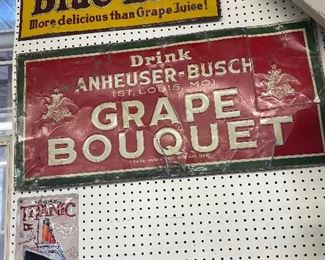 More delicious than Grape Juice!
Drink
ANHEUSER-BUSCH
(ST. LOUIS, MO.)
GRAPE
BOUQUET
TITANIC